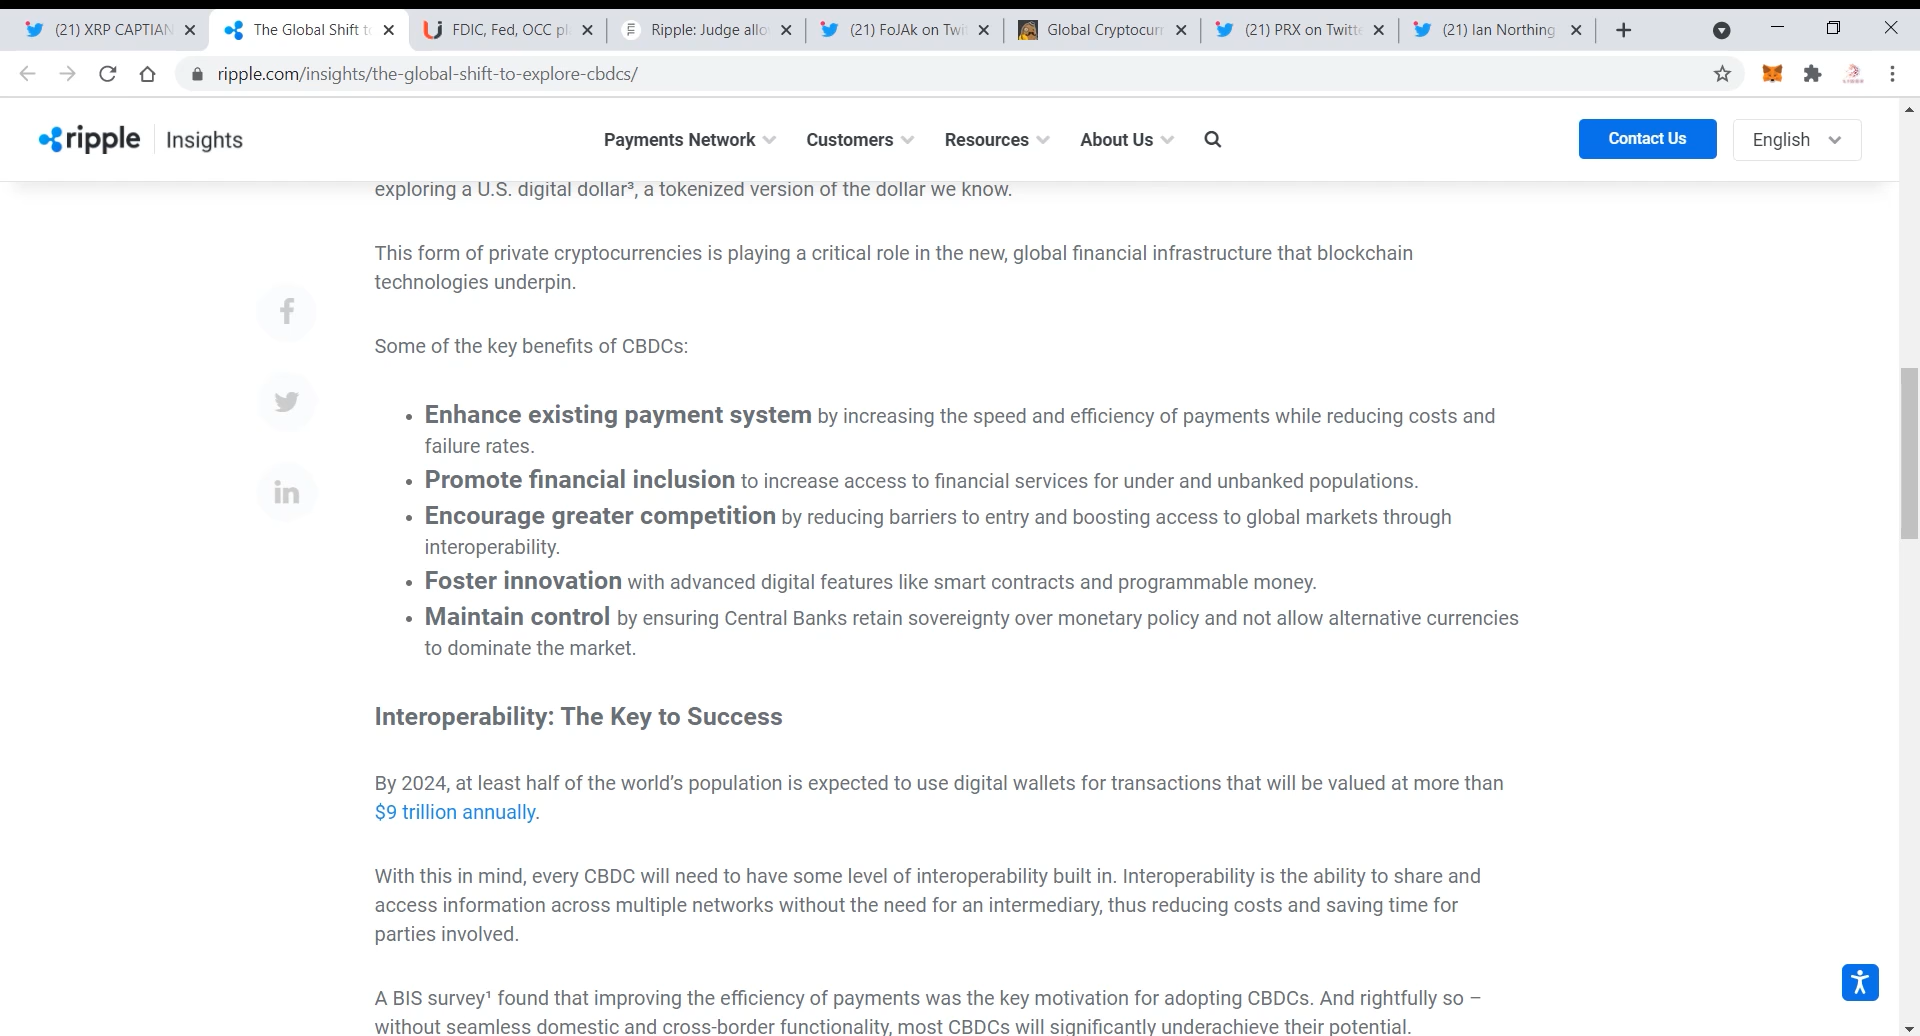 (21) XRP CAPTIAN
The Global Shift t
FDIC, Fed, OCC pl
Ripple: Judge allo
(21) FoJAk on Twi
Global Cryptocurr
(21) PRX on Twitte
(21) Ian Northing
ripple.com/insights/the-global-shift-to-explore-cbdcs/
ripple Insights
Payments Network
Customers
Resources
About Us
Contact Us
English
exploring a U.S. digital dollar³, a tokenized version of the dollar we know.
This form of private cryptocurrencies is playing a critical role in the new, global financial infrastructure that blockchain
technologies underpin.
Some of the key benefits of CBDCs:
• Enhance existing payment system by increasing the speed and efficiency of payments while reducing costs and
failure rates.
• Promote financial inclusion to increase access to financial services for under and unbanked populations.
• Encourage greater competition by reducing barriers to entry and boosting access to global markets through
interoperability.
• Foster innovation with advanced digital features like smart contracts and programmable money.
• Maintain control by ensuring Central Banks retain sovereignty over monetary policy and not allow alternative currencies
to dominate the market.
Interoperability: The Key to Success
By 2024, at least half of the world’s population is expected to use digital wallets for transactions that will be valued at more than
$9 trillion annually.
With this in mind, every CBDC will need to have some level of interoperability built in. Interoperability is the ability to share and
access information across multiple networks without the need for an intermediary, thus reducing costs and saving time for
parties involved.
A BIS survey¹ found that improving the efficiency of payments was the key motivation for adopting CBDCs. And rightfully so –
without seamless domestic and cross-border functionality, most CBDCs will significantly underachieve their potential.